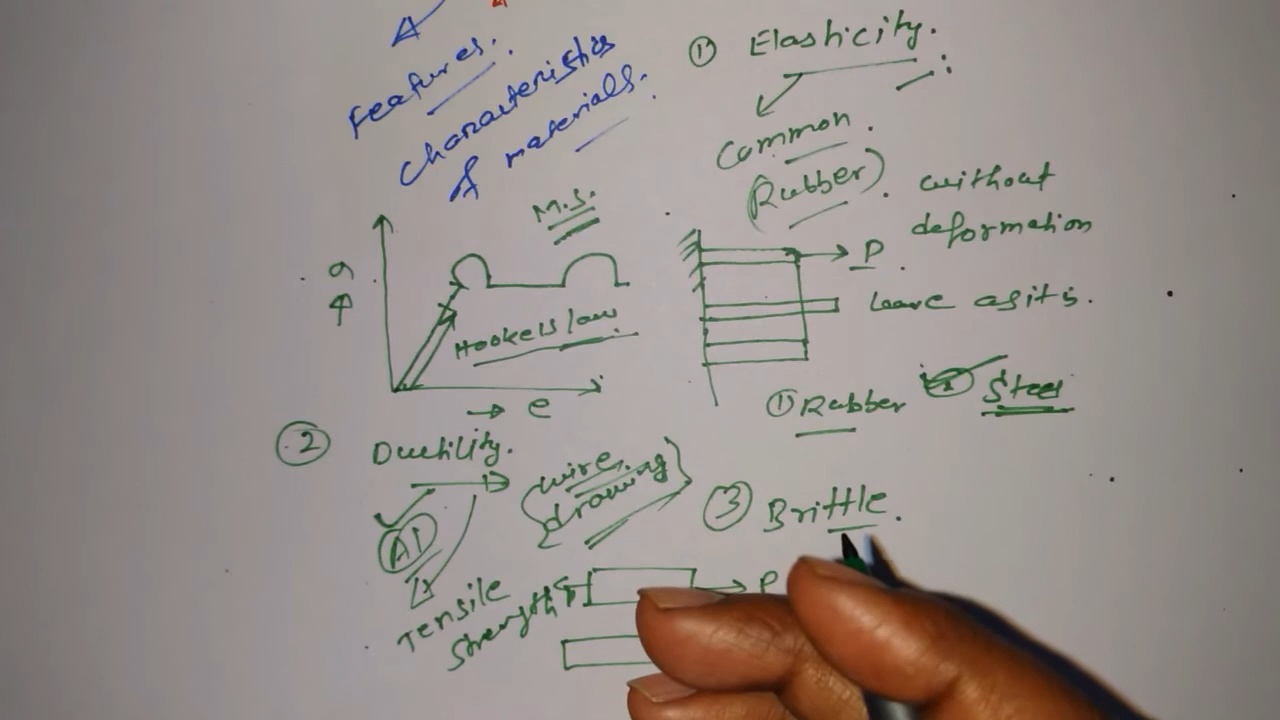 A
Features.
characteristics
of materials.
① Elasticity.
Common.
(Rubber).
without
deformation
M.S.
σ
P.
leave as it is.
Hooke's law
e
① Rubber ② Steel
② Ductility.
(wire
drawing)
Al
Tensile
strength
③ Brittle.
P
P